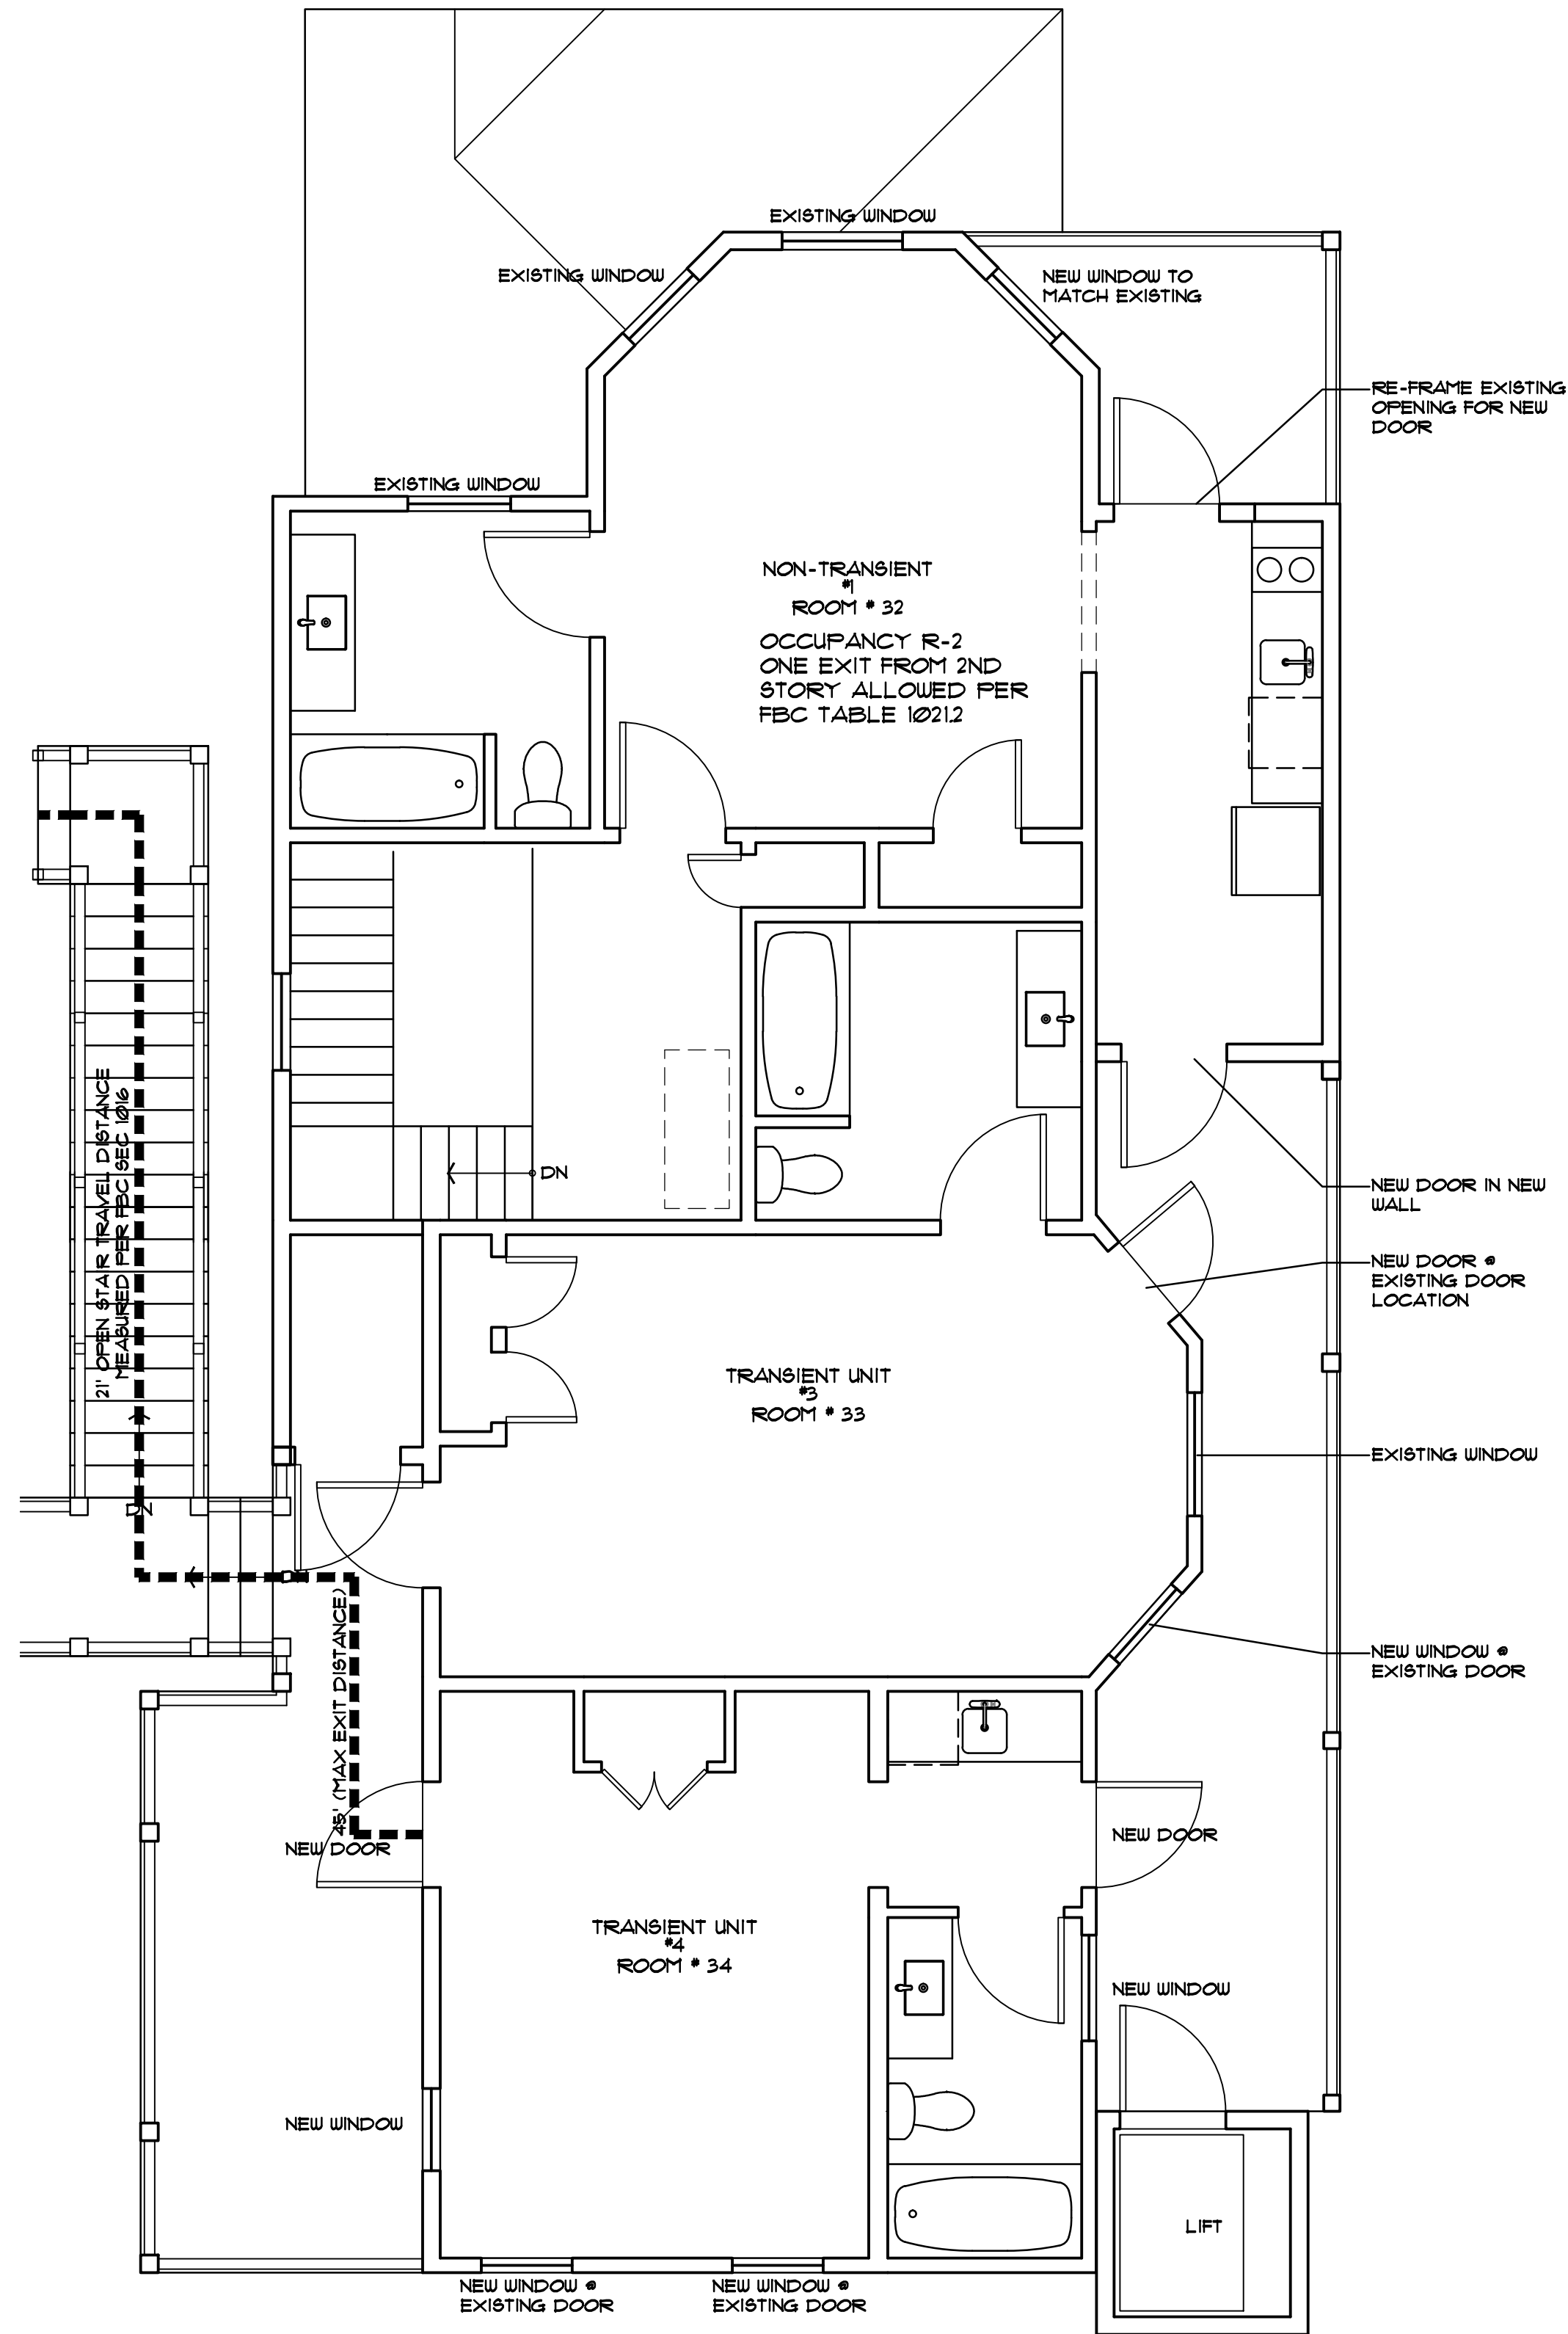 EXISTING WINDOW
EXISTING WINDOW
NEW WINDOW TO
MATCH EXISTING
RE-FRAME EXISTING
OPENING FOR NEW
DOOR
EXISTING WINDOW
NON-TRANSIENT
#1
ROOM # 32
OCCUPANCY R-2
ONE EXIT FROM 2ND
STORY ALLOWED PER
FBC TABLE 1021.2
21' OPEN STAIR TRAVEL DISTANCE
MEASURED PER FBC SEC 1016
DN
NEW DOOR IN NEW
WALL
NEW DOOR @
EXISTING DOOR
LOCATION
TRANSIENT UNIT
#3
ROOM # 33
EXISTING WINDOW
DN
45' (MAX EXIT DISTANCE)
NEW WINDOW @
EXISTING DOOR
NEW DOOR
NEW DOOR
TRANSIENT UNIT
#4
ROOM # 34
NEW WINDOW
NEW WINDOW
LIFT
NEW WINDOW @
EXISTING DOOR
NEW WINDOW @
EXISTING DOOR